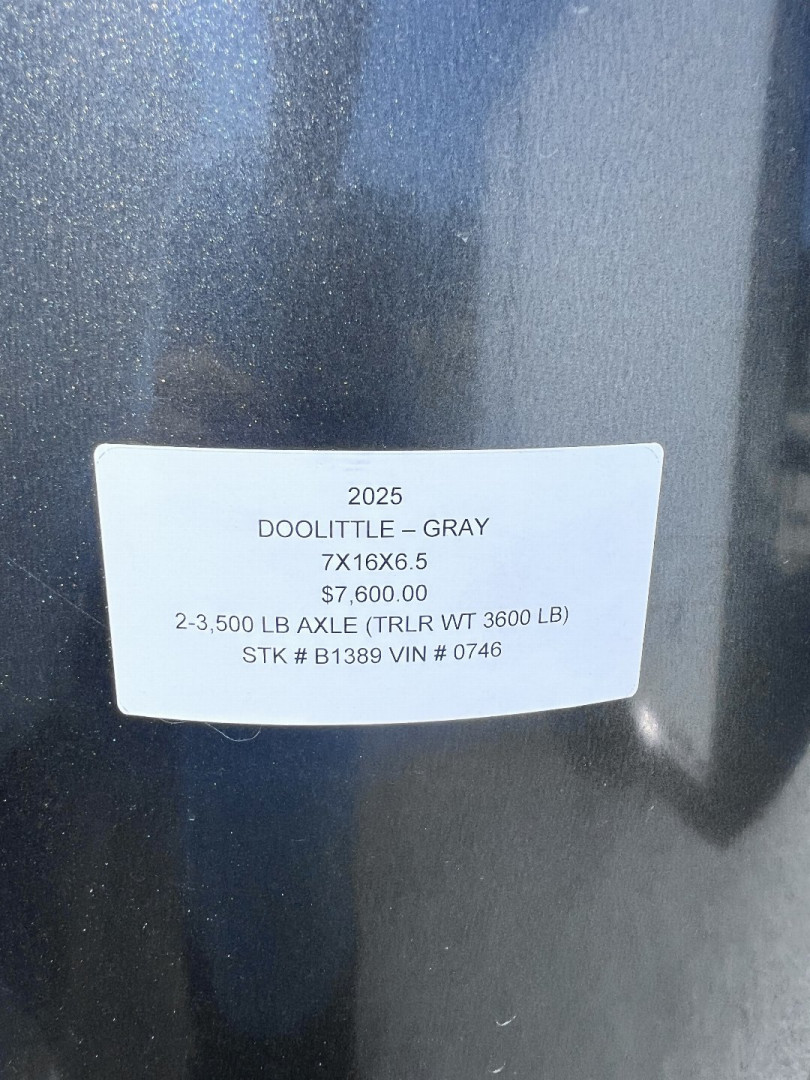 2025
DOOLITTLE – GRAY
7X16X6.5
$7,600.00
2-3,500 LB AXLE (TRLR WT 3600 LB)
STK # B1389 VIN # 0746